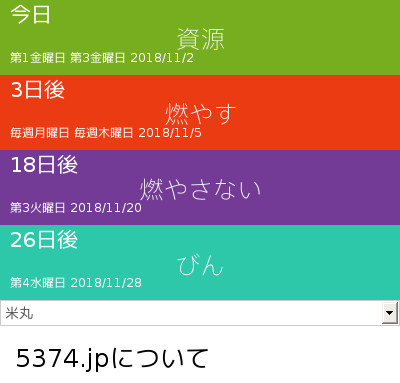 今日
資源
第1金曜日 第3金曜日 2018/11/2
3日後
燃やす
毎週月曜日 毎週木曜日 2018/11/5
18日後
燃やさない
第3火曜日 2018/11/20
26日後
びん
第4水曜日 2018/11/28
米丸
5374.jpについて